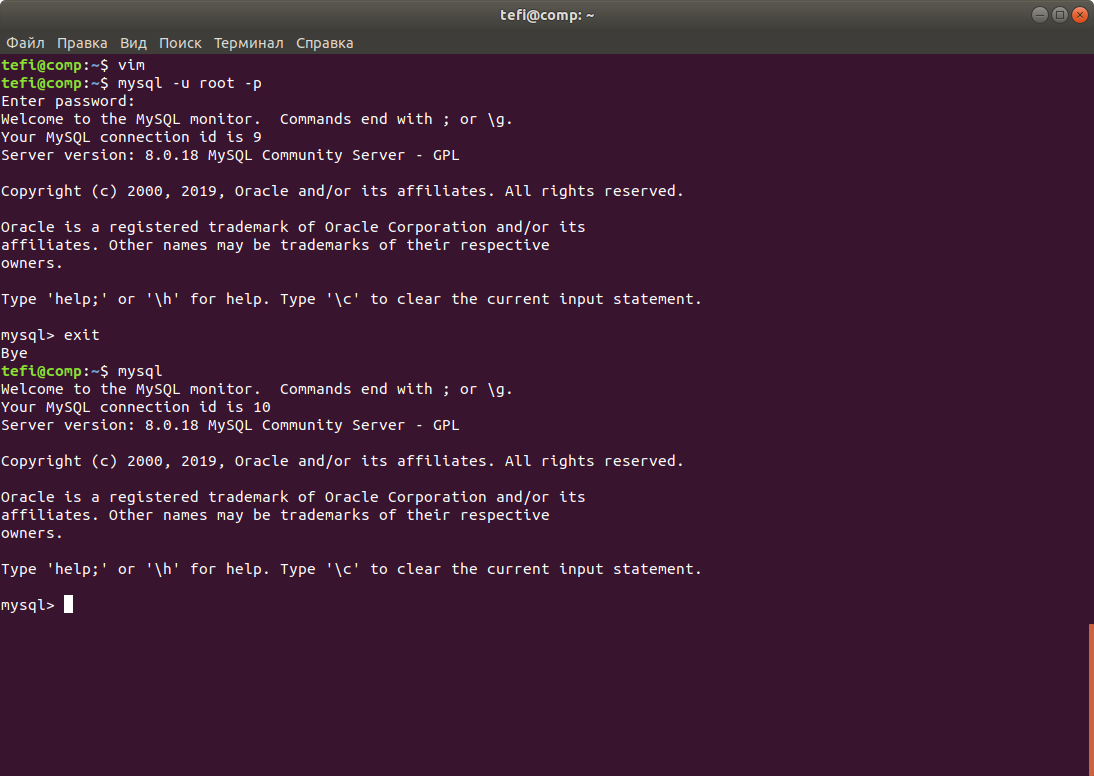 tefi@comp: ~
Файл Правка Вид Поиск Терминал Справка
tefi@comp:~$ vim
tefi@comp:~$ mysql -u root -p
Enter password:
Welcome to the MySQL monitor.  Commands end with ; or \g.
Your MySQL connection id is 9
Server version: 8.0.18 MySQL Community Server - GPL
Copyright (c) 2000, 2019, Oracle and/or its affiliates. All rights reserved.
Oracle is a registered trademark of Oracle Corporation and/or its
affiliates. Other names may be trademarks of their respective
owners.
Type 'help;' or '\h' for help. Type '\c' to clear the current input statement.
mysql> exit
Bye
tefi@comp:~$ mysql
Welcome to the MySQL monitor.  Commands end with ; or \g.
Your MySQL connection id is 10
Server version: 8.0.18 MySQL Community Server - GPL
Copyright (c) 2000, 2019, Oracle and/or its affiliates. All rights reserved.
Oracle is a registered trademark of Oracle Corporation and/or its
affiliates. Other names may be trademarks of their respective
owners.
Type 'help;' or '\h' for help. Type '\c' to clear the current input statement.
mysql>